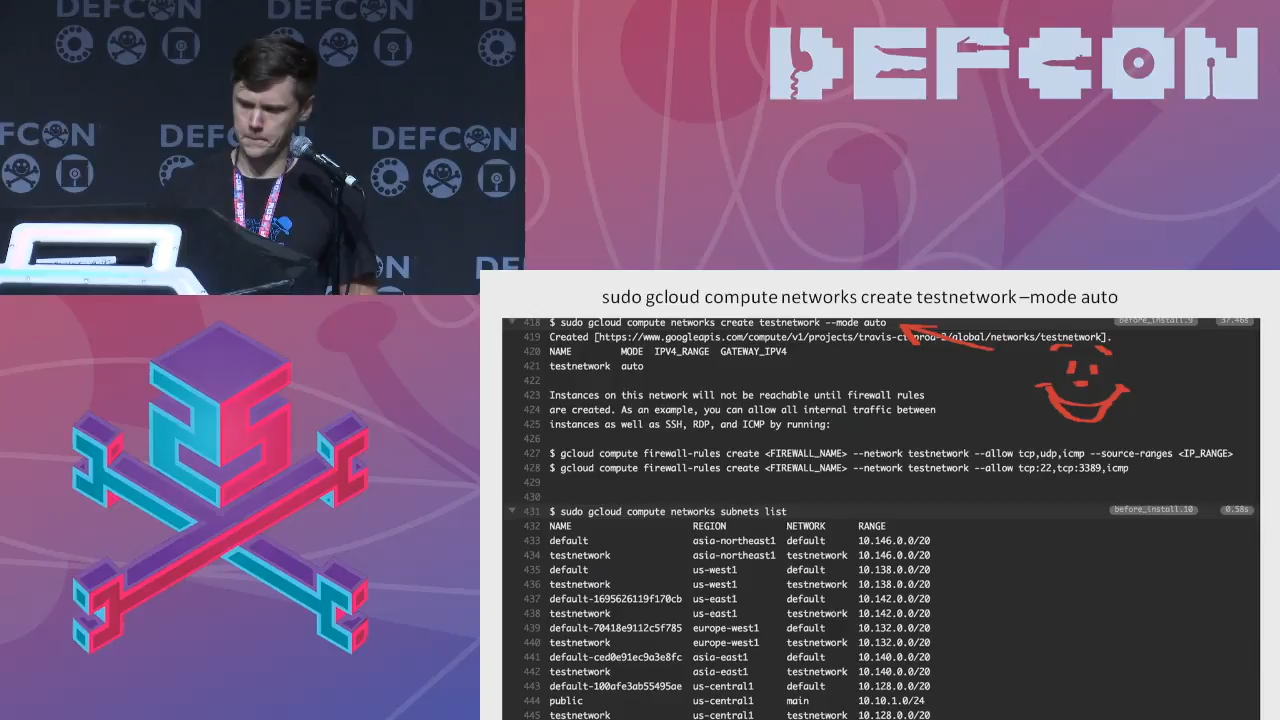 DEFCON
DEFCON
DEFCON
DEFCON
DEFCON
sudo gcloud compute networks create testnetwork –mode auto
418 $ sudo gcloud compute networks create testnetwork --mode auto before_install.9 37.46s
419 Created [https://www.googleapis.com/compute/v1/projects/travis-ci-prod-2/global/networks/testnetwork].
420 NAME MODE IPV4_RANGE GATEWAY_IPV4
421 testnetwork auto
422
423 Instances on this network will not be reachable until firewall rules
424 are created. As an example, you can allow all internal traffic between
425 instances as well as SSH, RDP, and ICMP by running:
426
427 $ gcloud compute firewall-rules create <FIREWALL_NAME> --network testnetwork --allow tcp,udp,icmp --source-ranges <IP_RANGE>
428 $ gcloud compute firewall-rules create <FIREWALL_NAME> --network testnetwork --allow tcp:22,tcp:3389,icmp
429
430
431 $ sudo gcloud compute networks subnets list before_install.10 0.58s
432 NAME REGION NETWORK RANGE
433 default asia-northeast1 default 10.146.0.0/20
434 testnetwork asia-northeast1 testnetwork 10.146.0.0/20
435 default us-west1 default 10.138.0.0/20
436 testnetwork us-west1 testnetwork 10.138.0.0/20
437 default-1695626119f170cb us-east1 default 10.142.0.0/20
438 testnetwork us-east1 testnetwork 10.142.0.0/20
439 default-70418e9112c5f785 europe-west1 default 10.132.0.0/20
440 testnetwork europe-west1 testnetwork 10.132.0.0/20
441 default-ced0e91ec9a3e8fc asia-east1 default 10.140.0.0/20
442 testnetwork asia-east1 testnetwork 10.140.0.0/20
443 default-100afe3ab55495ae us-central1 default 10.128.0.0/20
444 public us-central1 main 10.10.1.0/24
445 testnetwork us-central1 testnetwork 10.128.0.0/20